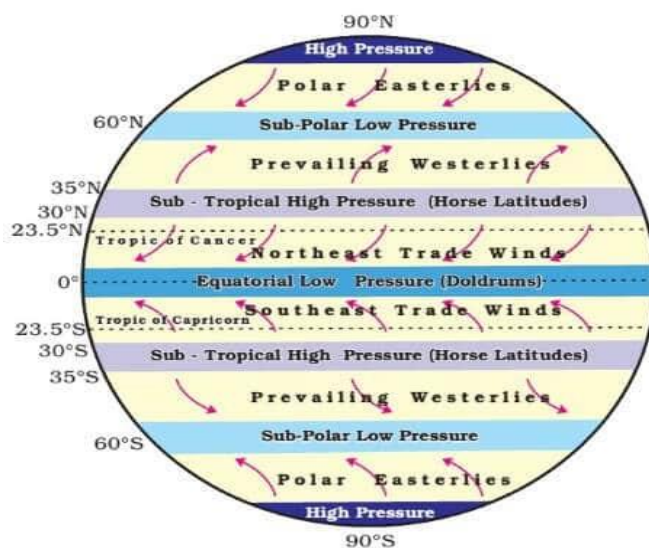 90°N
High Pressure
Polar Easterlies
60°N
Sub-Polar Low Pressure
Prevailing Westerlies
35°N
Sub - Tropical High Pressure (Horse Latitudes)
30°N
23.5°N
Tropic of Cancer
Northeast Trade Winds
0°
Equatorial Low Pressure (Doldrums)
Southeast Trade Winds
Tropic of Capricorn
23.5°S
30°S
Sub - Tropical High Pressure (Horse Latitudes)
35°S
Prevailing Westerlies
60°S
Sub-Polar Low Pressure
Polar Easterlies
High Pressure
90°S